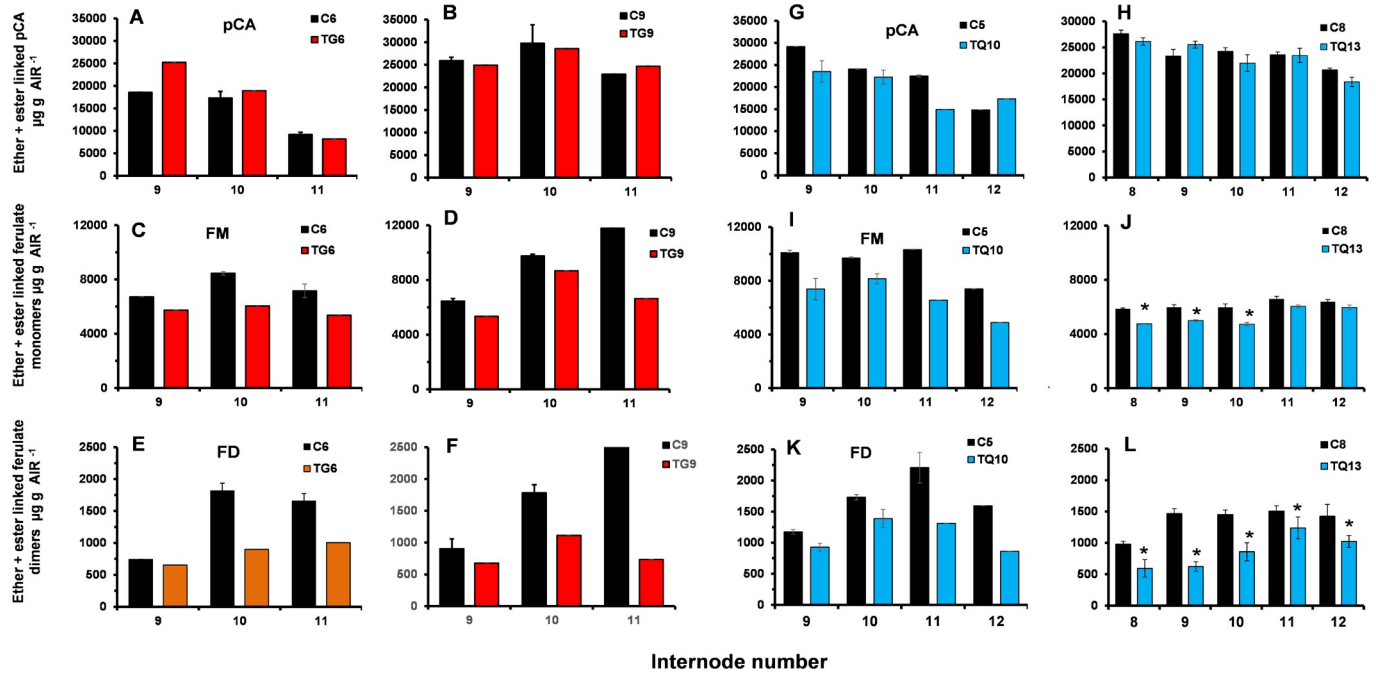 Ether + ester linked pCA
µg g AIR -1
A
pCA
C6
TG6
35000
30000
25000
20000
15000
10000
5000
0
9
10
11
B
C9
TG9
35000
30000
25000
20000
15000
10000
5000
0
9
10
11
G
pCA
C5
TQ10
35000
30000
25000
20000
15000
10000
5000
0
9
10
11
12
H
C8
TQ13
30000
25000
20000
15000
10000
5000
0
8
9
10
11
12
Ether + ester linked ferulate
monomers µg g AIR -1
C
FM
C6
TG6
12000
8000
4000
0
9
10
11
D
C9
TG9
12000
8000
4000
0
9
10
11
I
FM
C5
TQ10
12000
8000
4000
0
9
10
11
12
J
C8
TQ13
12000
8000
4000
0
* * *
8
9
10
11
12
Ether + ester linked ferulate
dimers µg g AIR -1
E
FD
C6
TG6
2500
2000
1500
1000
500
0
9
10
11
F
C9
TG9
2500
2000
1500
1000
500
0
9
10
11
K
FD
C5
TQ10
2500
2000
1500
1000
500
0
9
10
11
12
L
C8
TQ13
2500
2000
1500
1000
500
0
* * * * *
8
9
10
11
12
Internode number